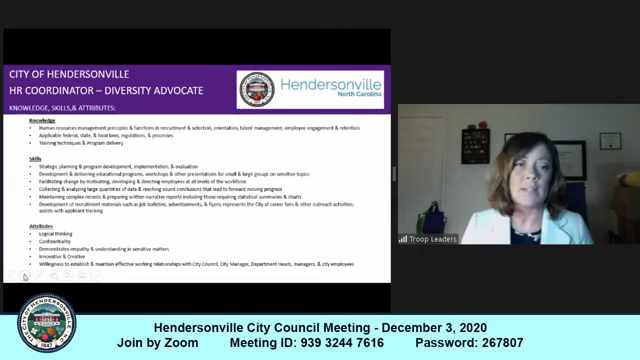 CITY OF HENDERSONVILLE
HR COORDINATOR – DIVERSITY ADVOCATE
KNOWLEDGE, SKILLS,& ATTRIBUTES:
Hendersonville
North Carolina
Knowledge
• Human resources management principles & functions in recruitment & selection, orientation, talent management, employee engagement & retention
• Applicable federal, state, & local laws, regulations, & processes
• Training techniques & Program delivery
Skills
• Strategic planning & program development, implementation, & evaluation
• Development & delivering educational programs, workshops & other presentations for small & large groups on sensitive topics
• Facilitating change by motivating, developing & directing employees at all levels of the workforce
• Collecting & analyzing large quantities of data & reaching sound conclusions that lead to forward moving progress
• Maintaining complex records & preparing written narrative reports including those requiring statistical summaries & charts
• Development of recruitment materials such as job bulletins, advertisements, & flyers; represents the City at career fairs & other outreach activities;
assists with applicant tracking
Attributes
• Logical thinking
• Confidentiality
• Demonstrates empathy & understanding in sensitive matters
• Innovative & Creative
• Willingness to establish & maintain effective working relationships with City Council, City Manager, Department Heads, managers, & city employees
Troop Leaders
Hendersonville City Council Meeting - December 3, 2020
Join by Zoom Meeting ID: 939 3244 7616 Password: 267807